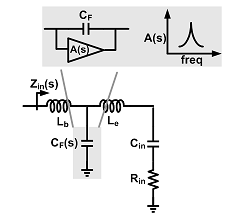 C_F
A(s)
A(s)
freq
Z_in(s)
L_b
L_e
C_F(s)
C_in
R_in